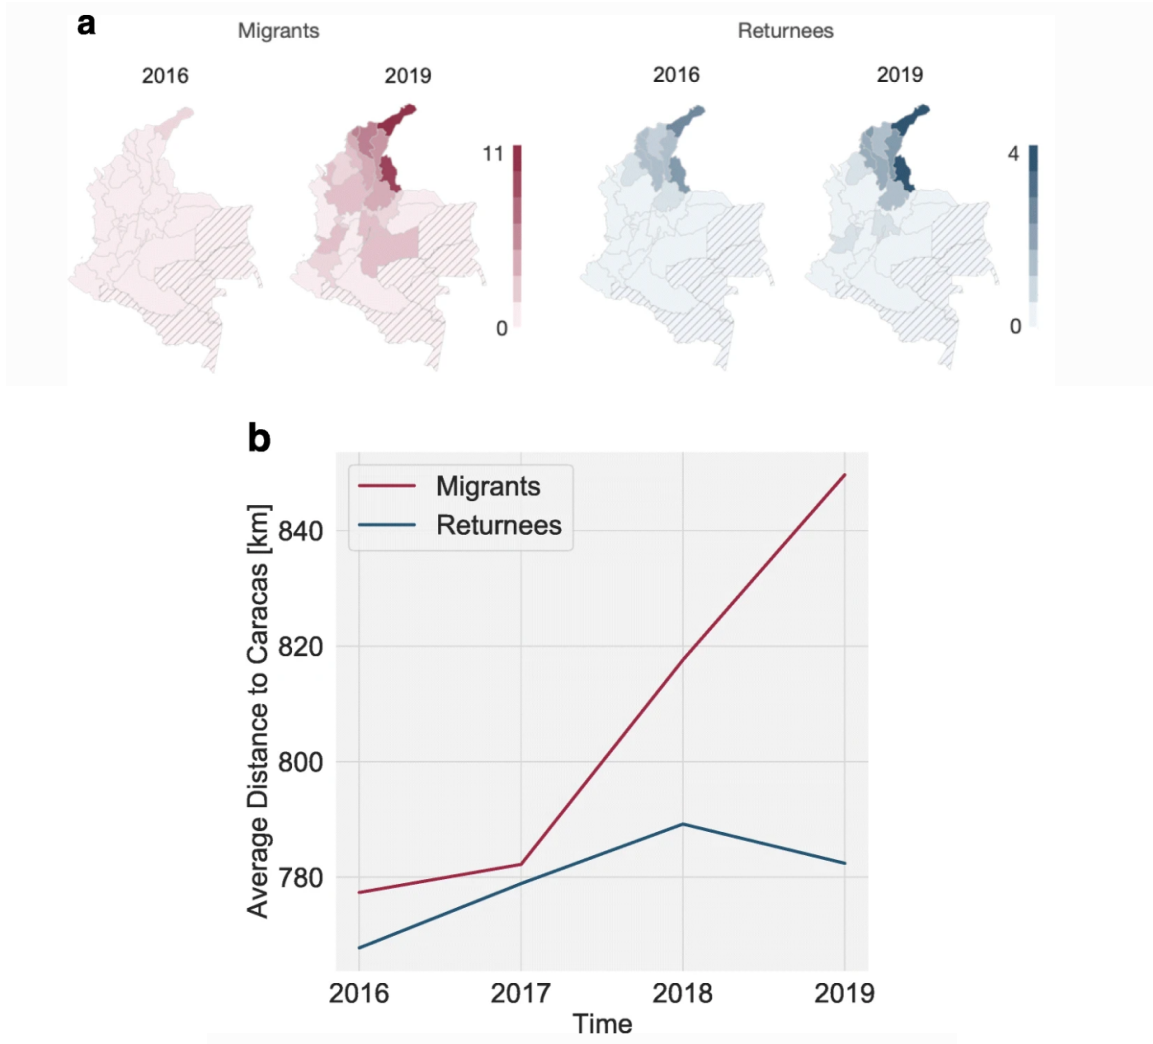 a
Migrants
Returnees
2016
2019
2016
2019
11
0
4
0
b
Migrants
Returnees
Average Distance to Caracas [km]
840
820
800
780
2016 2017 2018 2019
Time